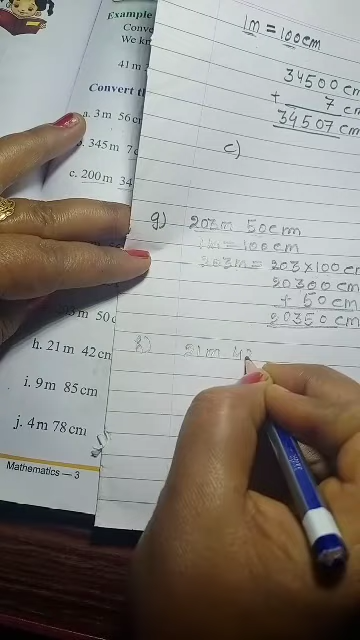 Example
Conve
We kn
41 m
Convert t
a. 3 m 56 cm
345 m 7
c. 200 m 34
50 c
h. 21 m 42 cm
i. 9 m 85 cm
j. 4 m 78 cm
Mathematics — 3
1m = 100cm
34500 cm
+ 7 cm
34507 cm
c)
g) 203m 50cm
1m = 100cm
203m = 203×100cm
20300 cm
+ 50 cm
20350 cm
h) 21m 42